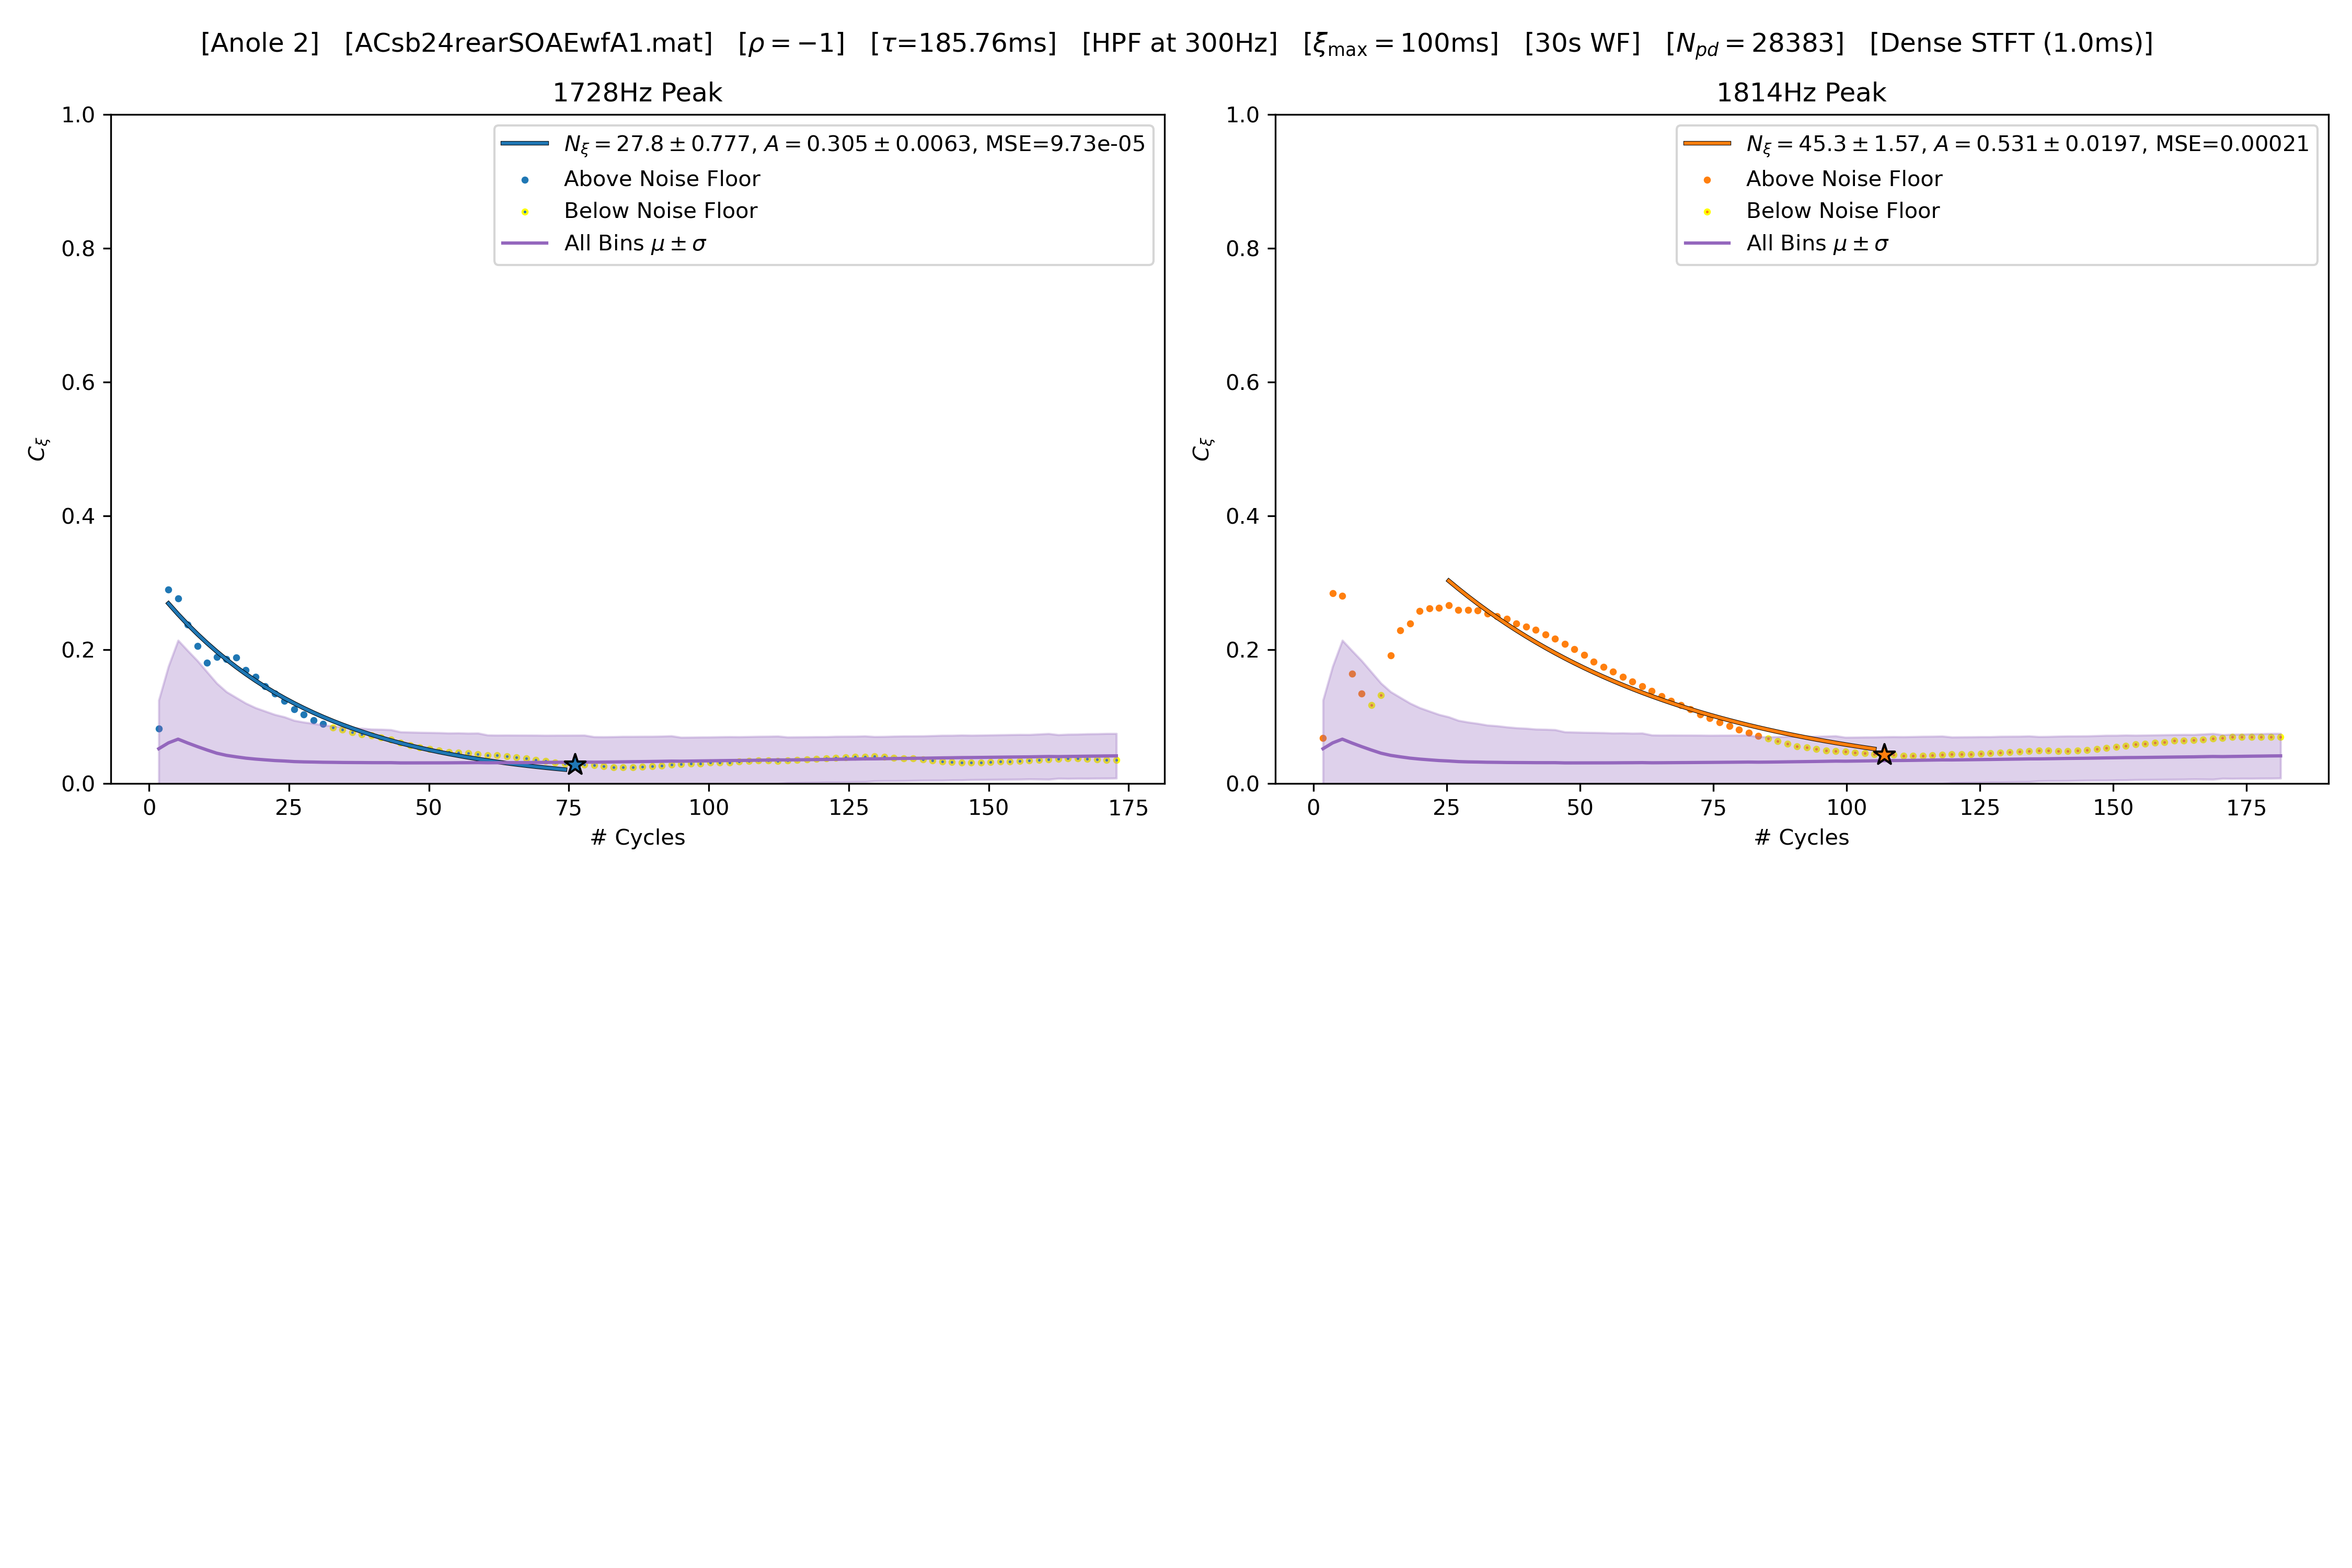 [Anole 2] [ACsb24rearSOAEwfA1.mat] [ρ = −1] [τ=185.76ms] [HPF at 300Hz] [ξmax = 100ms] [30s WF] [Npd = 28383] [Dense STFT (1.0ms)]
1728Hz Peak
Nξ = 27.8 ± 0.777, A = 0.305 ± 0.0063, MSE=9.73e-05
Above Noise Floor
Below Noise Floor
All Bins μ ± σ
1.0
0.8
0.6
0.4
0.2
0.0
Cξ
0 25 50 75 100 125 150 175
# Cycles
1814Hz Peak
Nξ = 45.3 ± 1.57, A = 0.531 ± 0.0197, MSE=0.00021
Above Noise Floor
Below Noise Floor
All Bins μ ± σ
1.0
0.8
0.6
0.4
0.2
0.0
Cξ
0 25 50 75 100 125 150 175
# Cycles